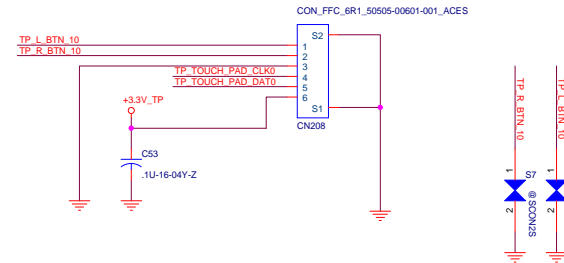 CON_FFC_6R1_50505-00601-001_ACES
S2
TP_L_BTN_10
1
TP_R_BTN_10
2
3
TP_TOUCH_PAD_CLK0
4
TP_TOUCH_PAD_DAT0
5
6
+3.3V_TP
S1
CN208
C53
.1U-16-04Y-Z
TP_R_BTN_10
TP_L_BTN_10
1
S7
@SCON2S
2
1
2